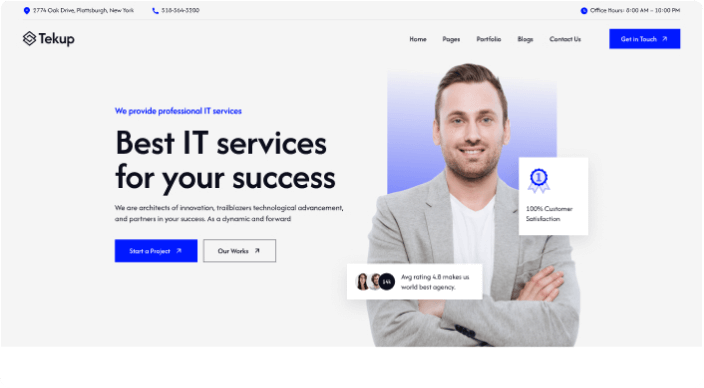 2774 Oak Drive, Plattsburgh, New York
518-564-3200
Office Hours: 8:00 AM – 10:00 PM
Tekup
Home
Pages
Portfolio
Blogs
Contact Us
Get in Touch
We provide professional IT services
Best IT services
for your success
We are architects of innovation, trailblazers technological advancement,
and partners in your success. As a dynamic and forward
Start a Project
Our Works
1
100% Customer
Satisfaction
14k
Avg rating 4.8 makes us
world best agency.